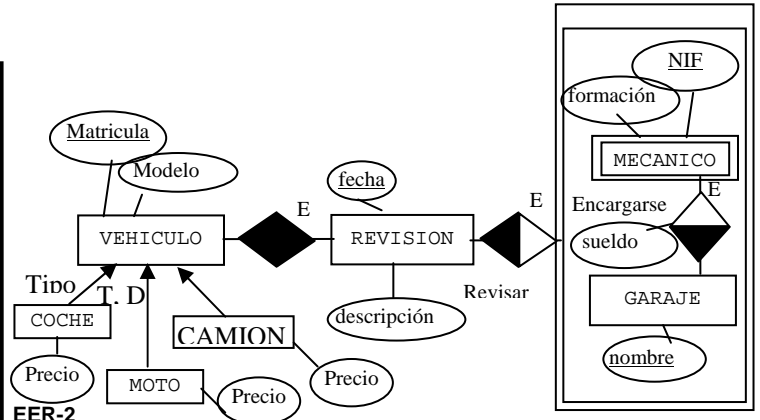 NIF
formación
Matricula
MECANICO
Modelo
fecha
E
E
E
Encargarse
VEHICULO
REVISION
sueldo
Tipo
T, D
Revisar
GARAJE
COCHE
descripción
CAMION
nombre
Precio
MOTO
Precio
Precio
EER-2